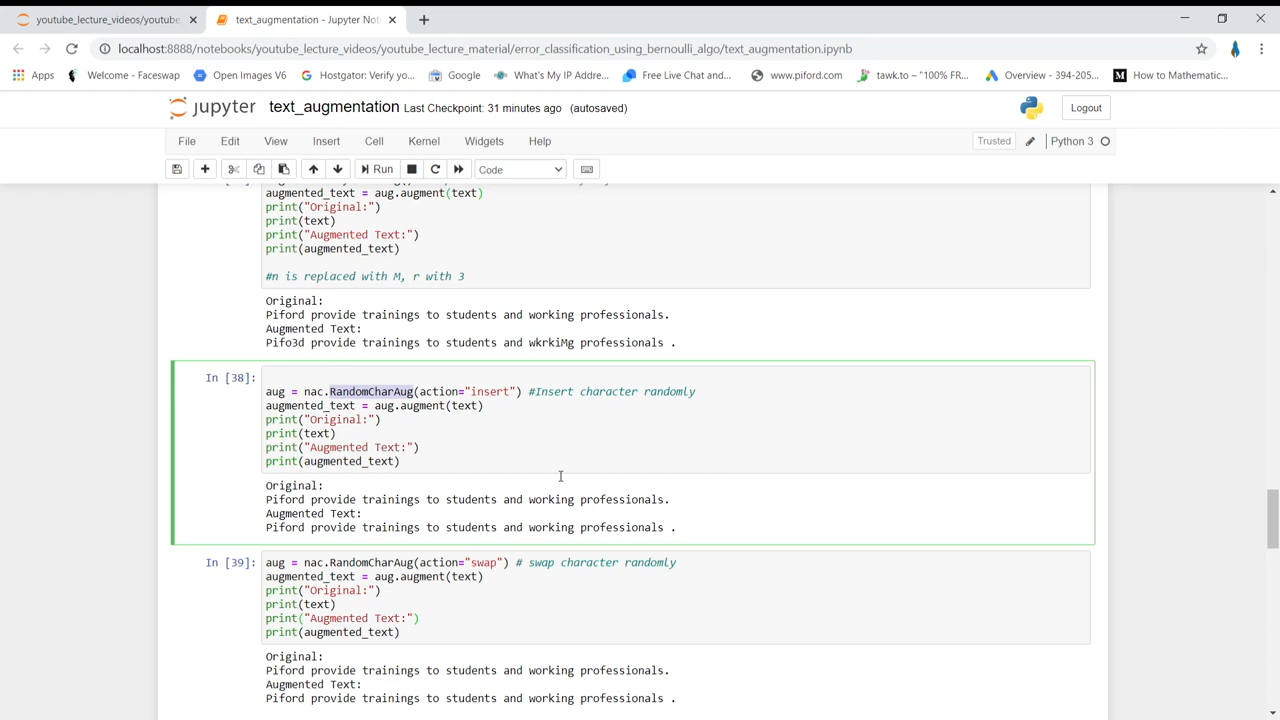 youtube_lecture_videos/youtube_
text_augmentation - Jupyter Not
localhost:8888/notebooks/youtube_lecture_videos/youtube_lecture_material/error_classification_using_bernoulli_algo/text_augmentation.ipynb
Apps Welcome - Faceswap Open Images V6 Hostgator: Verify yo... Google What's My IP Addre... Free Live Chat and... www.piford.com tawk.to – "100% FR... Overview - 394-205... How to Mathematic...
jupyter text_augmentation Last Checkpoint: 31 minutes ago (autosaved) Logout
File Edit View Insert Cell Kernel Widgets Help Trusted Python 3
Run Code
augmented_text = aug.augment(text)
print("Original:")
print(text)
print("Augmented Text:")
print(augmented_text)
#n is replaced with M, r with 3
Original:
Piford provide trainings to students and working professionals.
Augmented Text:
Pifo3d provide trainings to students and wkrkiMg professionals .
In [38]:
aug = nac.RandomCharAug(action="insert") #Insert character randomly
augmented_text = aug.augment(text)
print("Original:")
print(text)
print("Augmented Text:")
print(augmented_text)
Original:
Piford provide trainings to students and working professionals.
Augmented Text:
Piford provide trainings to students and working professionals .
In [39]: aug = nac.RandomCharAug(action="swap") # swap character randomly
augmented_text = aug.augment(text)
print("Original:")
print(text)
print("Augmented Text:")
print(augmented_text)
Original:
Piford provide trainings to students and working professionals.
Augmented Text:
Piford provide trainings to students and working professionals .